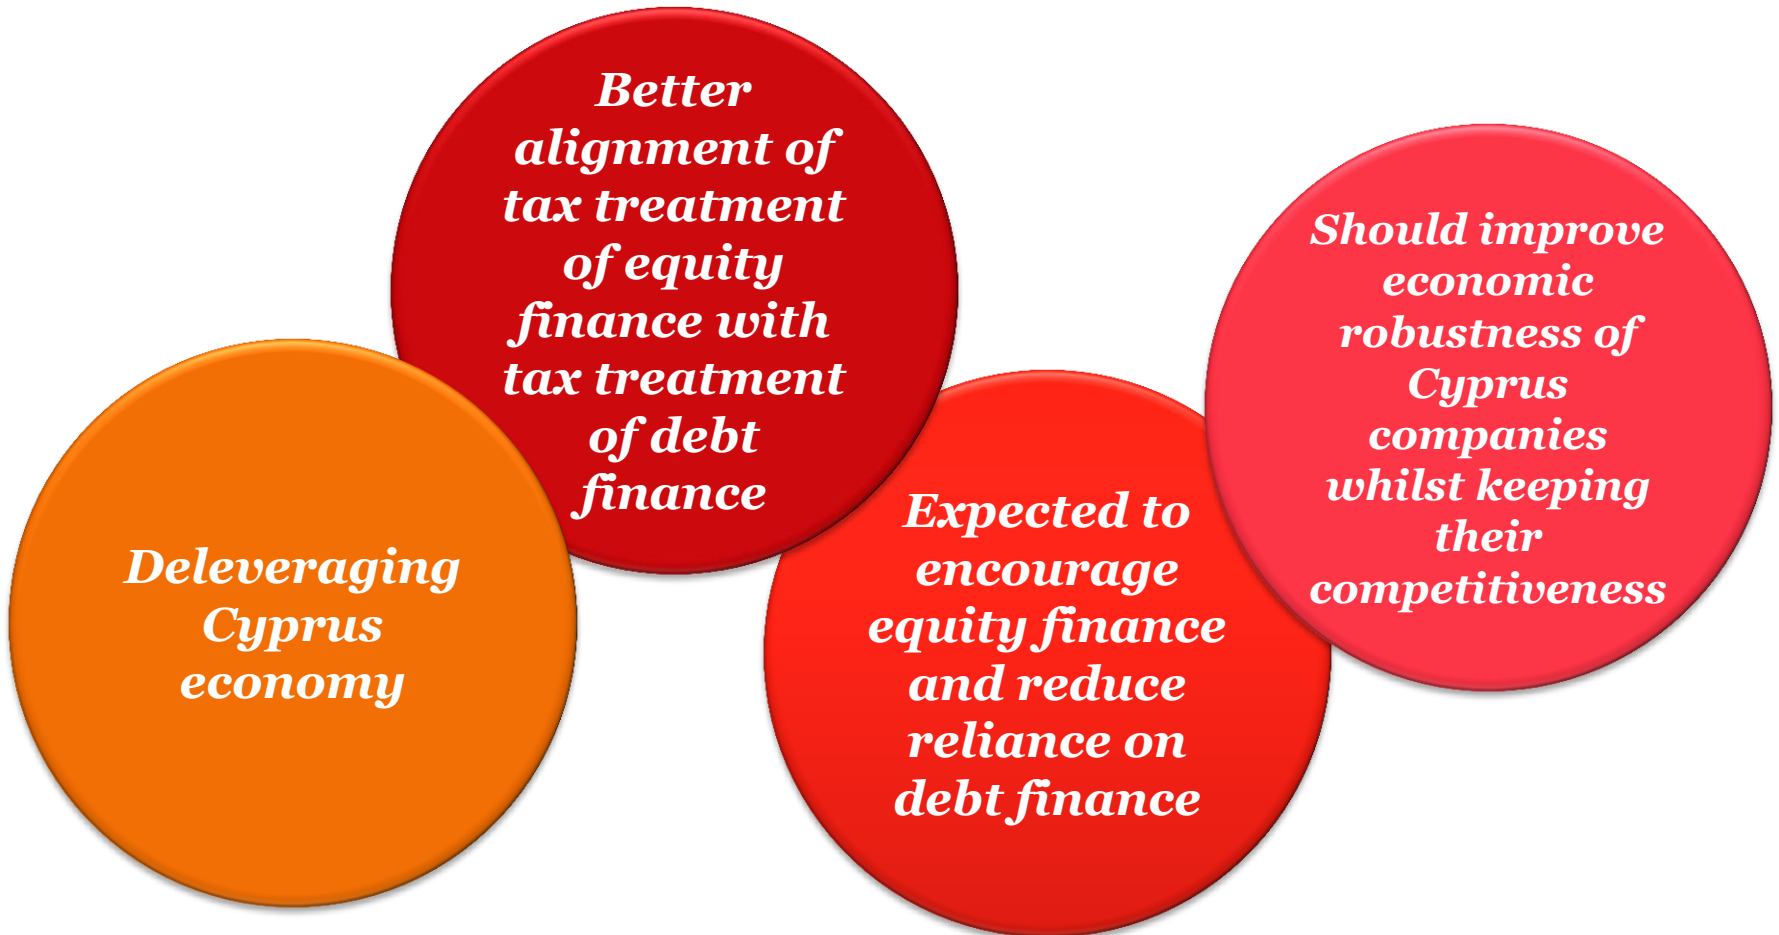 Deleveraging
Cyprus
economy
Better
alignment of
tax treatment
of equity
finance with
tax treatment
of debt
finance
Expected to
encourage
equity finance
and reduce
reliance on
debt finance
Should improve
economic
robustness of
Cyprus
companies
whilst keeping
their
competitiveness